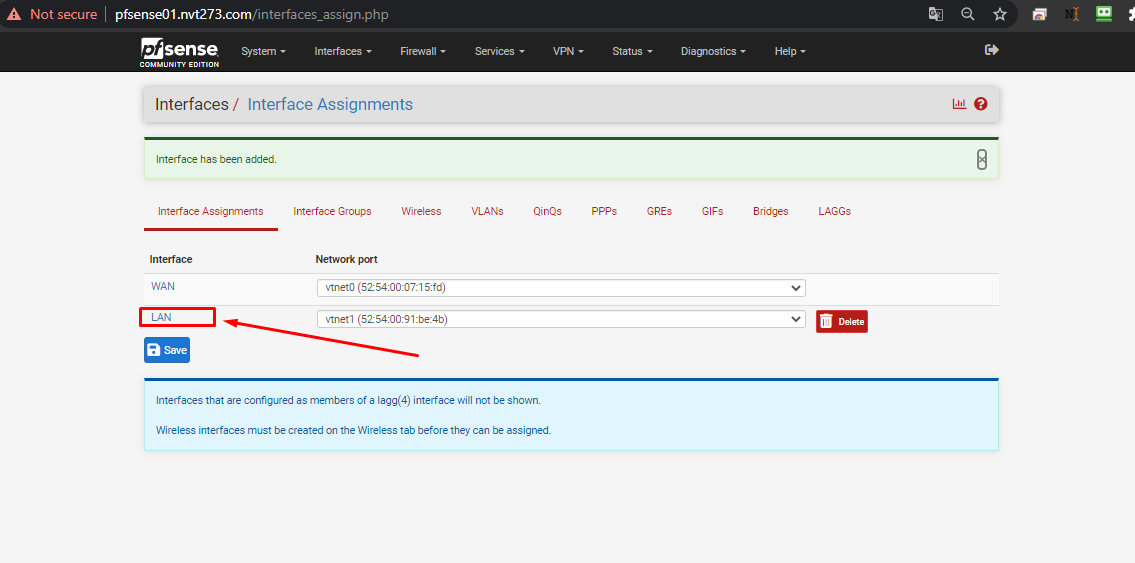 Not secure pfsense01.nvt273.com/interfaces_assign.php
pfsense COMMUNITY EDITION System Interfaces Firewall Services VPN Status Diagnostics Help
Interfaces / Interface Assignments
Interface has been added.
Interface Assignments Interface Groups Wireless VLANs QinQs PPPs GREs GIFs Bridges LAGGs
Interface Network port
WAN vtnet0 (52:54:00:07:15:fd)
LAN vtnet1 (52:54:00:91:be:4b) Delete
Save
Interfaces that are configured as members of a lagg(4) interface will not be shown.
Wireless interfaces must be created on the Wireless tab before they can be assigned.